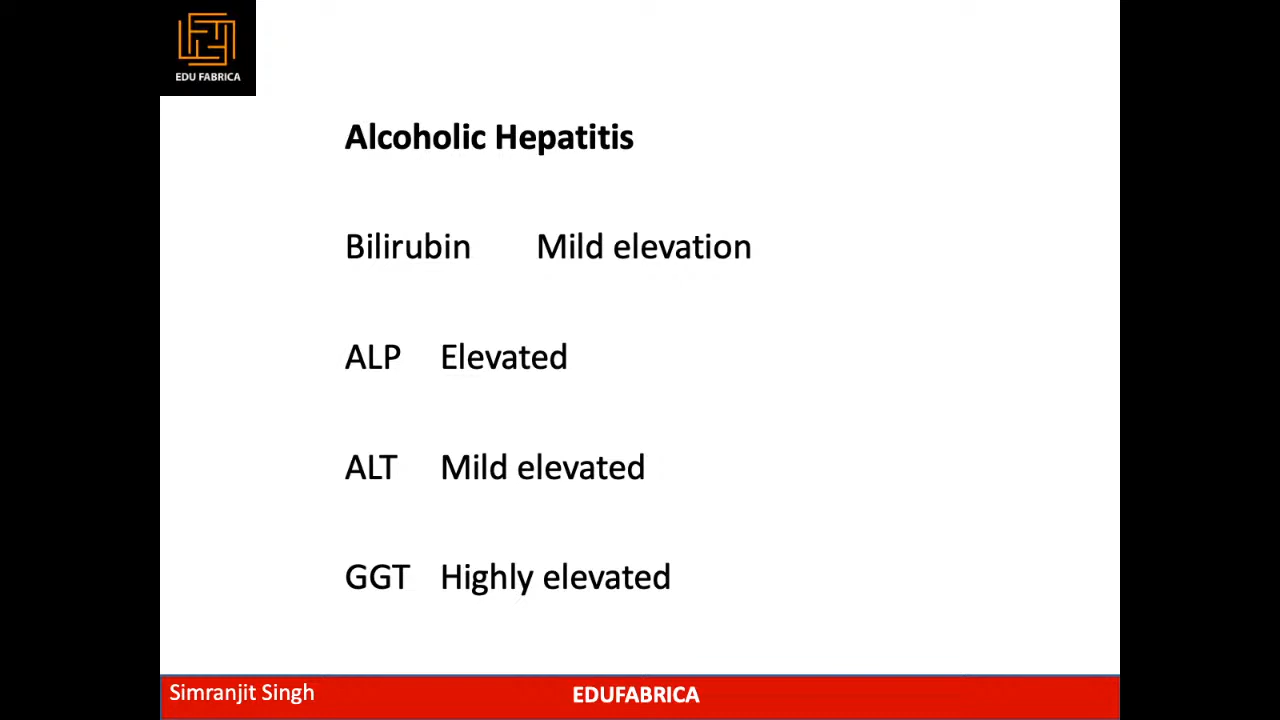 EDU FABRICA
Alcoholic Hepatitis
Bilirubin Mild elevation
ALP Elevated
ALT Mild elevated
GGT Highly elevated
Simranjit Singh EDUFABRICA